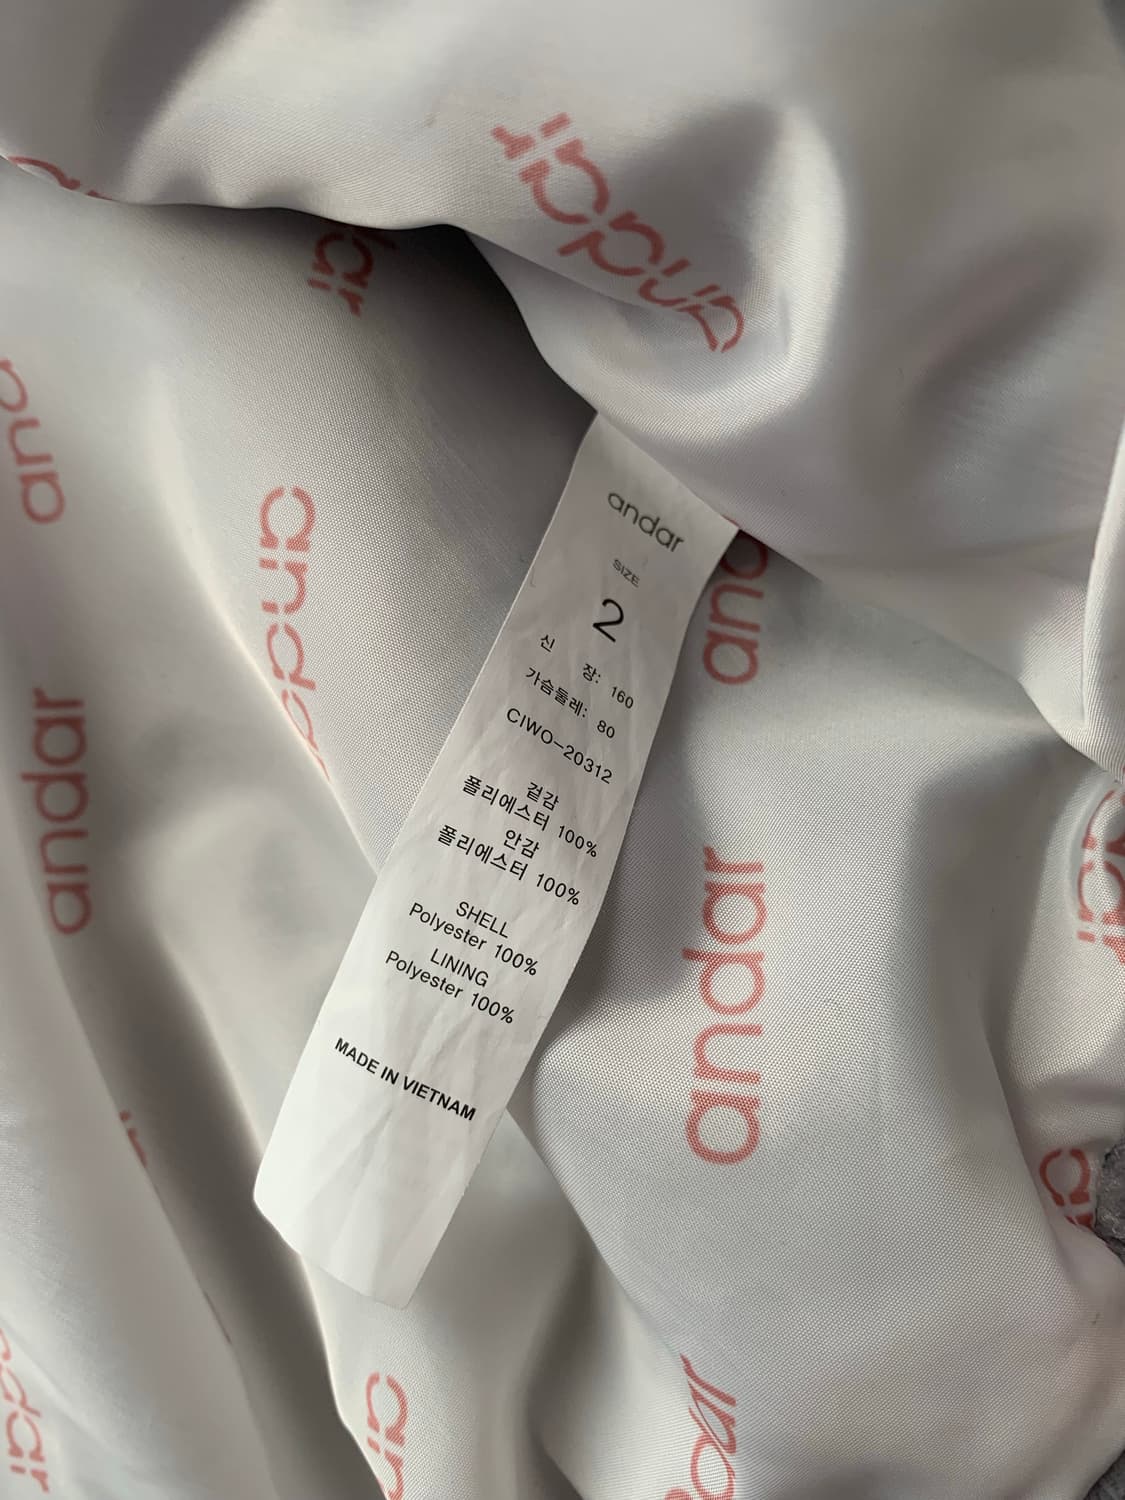 andar
andar
andar
andar
andar
andar
SIZE
2
신 장: 160
가슴둘레: 80
CIWO-20312
겉감
폴리에스터 100%
안감
폴리에스터 100%
SHELL
Polyester 100%
LINING
Polyester 100%
MADE IN VIETNAM
andar